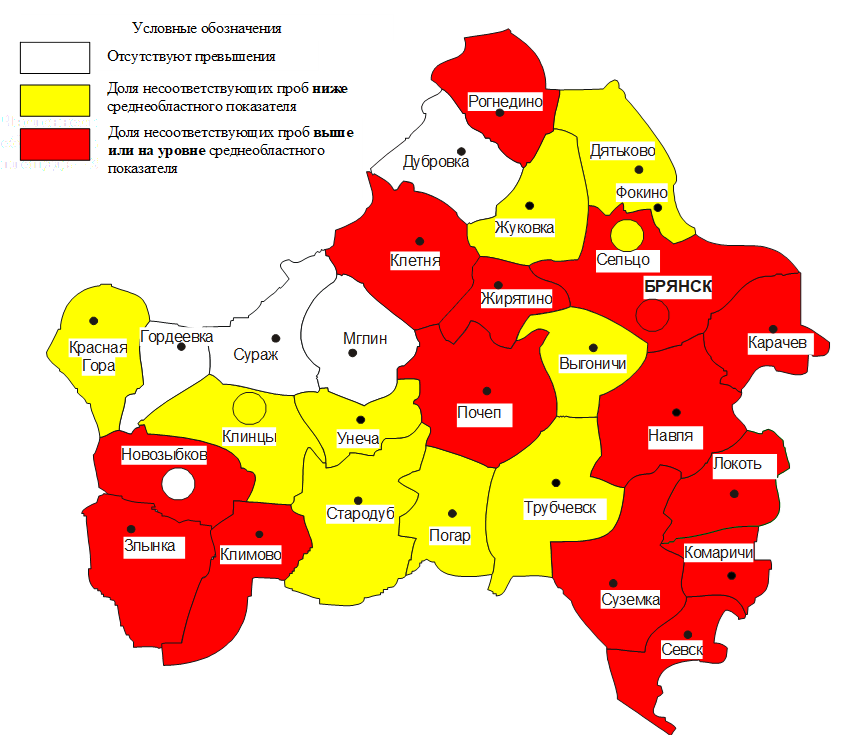 Условные обозначения
Отсутствуют превышения
Доля несоответствующих проб ниже
среднеобластного показателя
Доля несоответствующих проб выше
или на уровне среднеобластного
показателя
Рогнедино
Дубровка
Дятьково
Фокино
Жуковка
Клетня
Сельцо
Жирятино
БРЯНСК
Гордеевка
Мглин
Красная
Гора
Сураж
Карачев
Выгоничи
Почеп
Клинцы
Унеча
Навля
Новозыбков
Локоть
Стародуб
Трубчевск
Погар
Злынка
Климово
Комаричи
Суземка
Севск